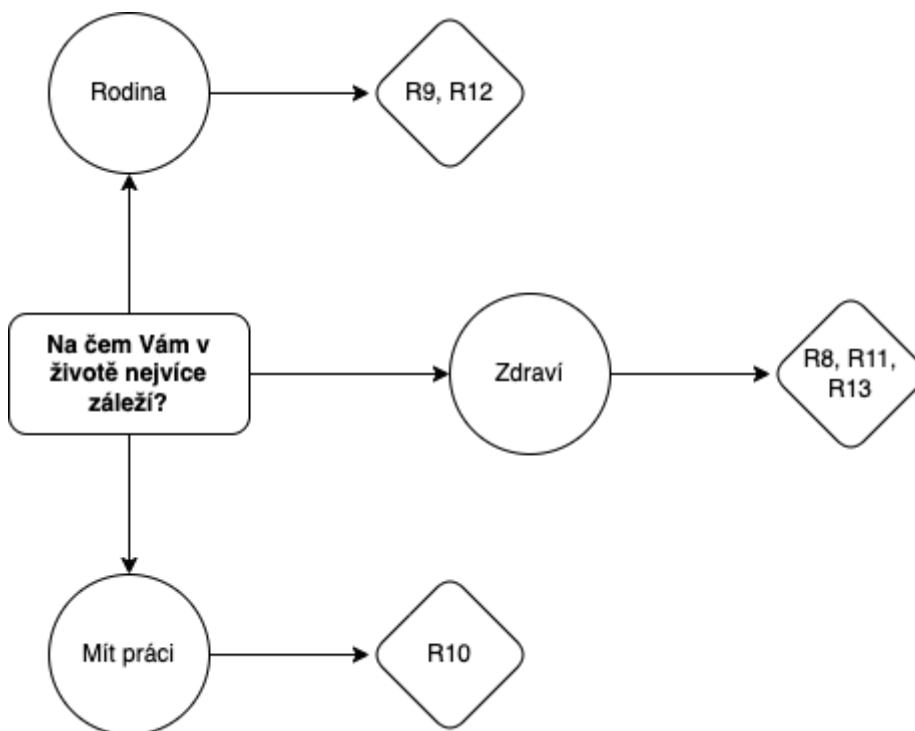 Rodina
R9, R12
Na čem Vám v
životě nejvíce
záleží?
Zdraví
R8, R11,
R13
Mít práci
R10